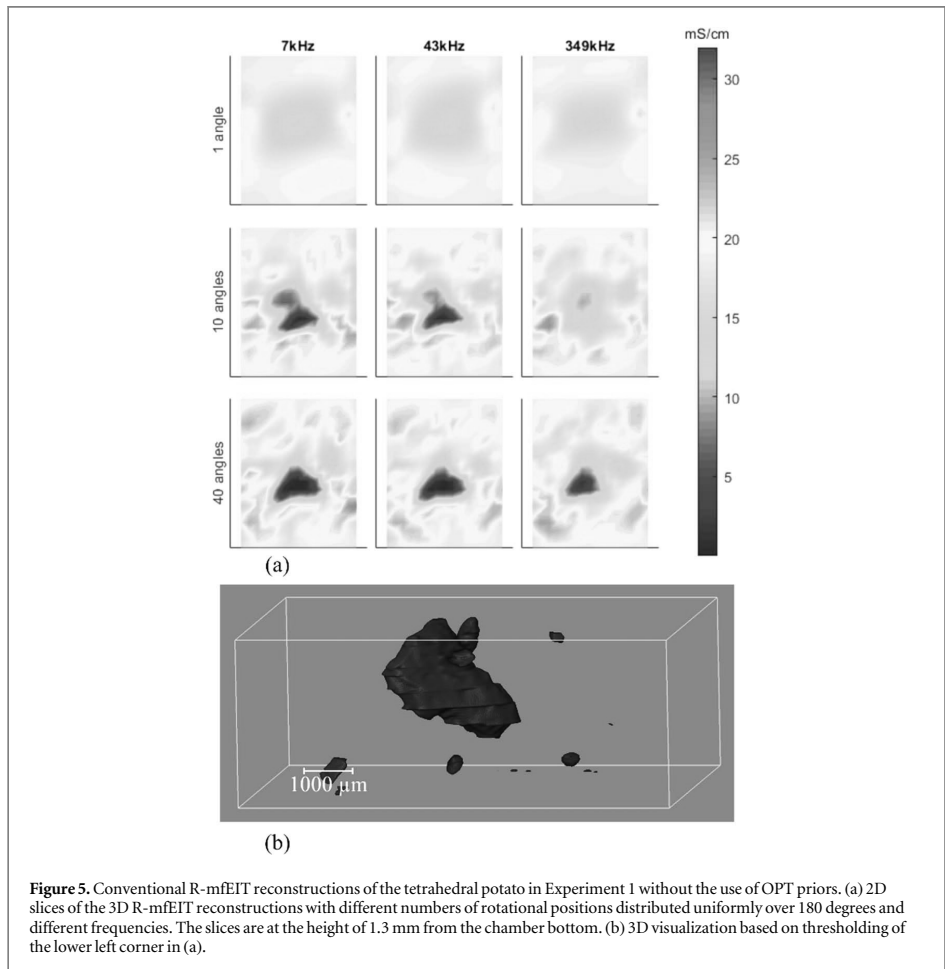 mS/cm
7kHz 43kHz 349kHz
1 angle
10 angles
40 angles
30
25
20
15
10
5
(a)
1000 µm
(b)
Figure 5. Conventional R-mfEIT reconstructions of the tetrahedral potato in Experiment 1 without the use of OPT priors. (a) 2D
slices of the 3D R-mfEIT reconstructions with different numbers of rotational positions distributed uniformly over 180 degrees and
different frequencies. The slices are at the height of 1.3 mm from the chamber bottom. (b) 3D visualization based on thresholding of
the lower left corner in (a).